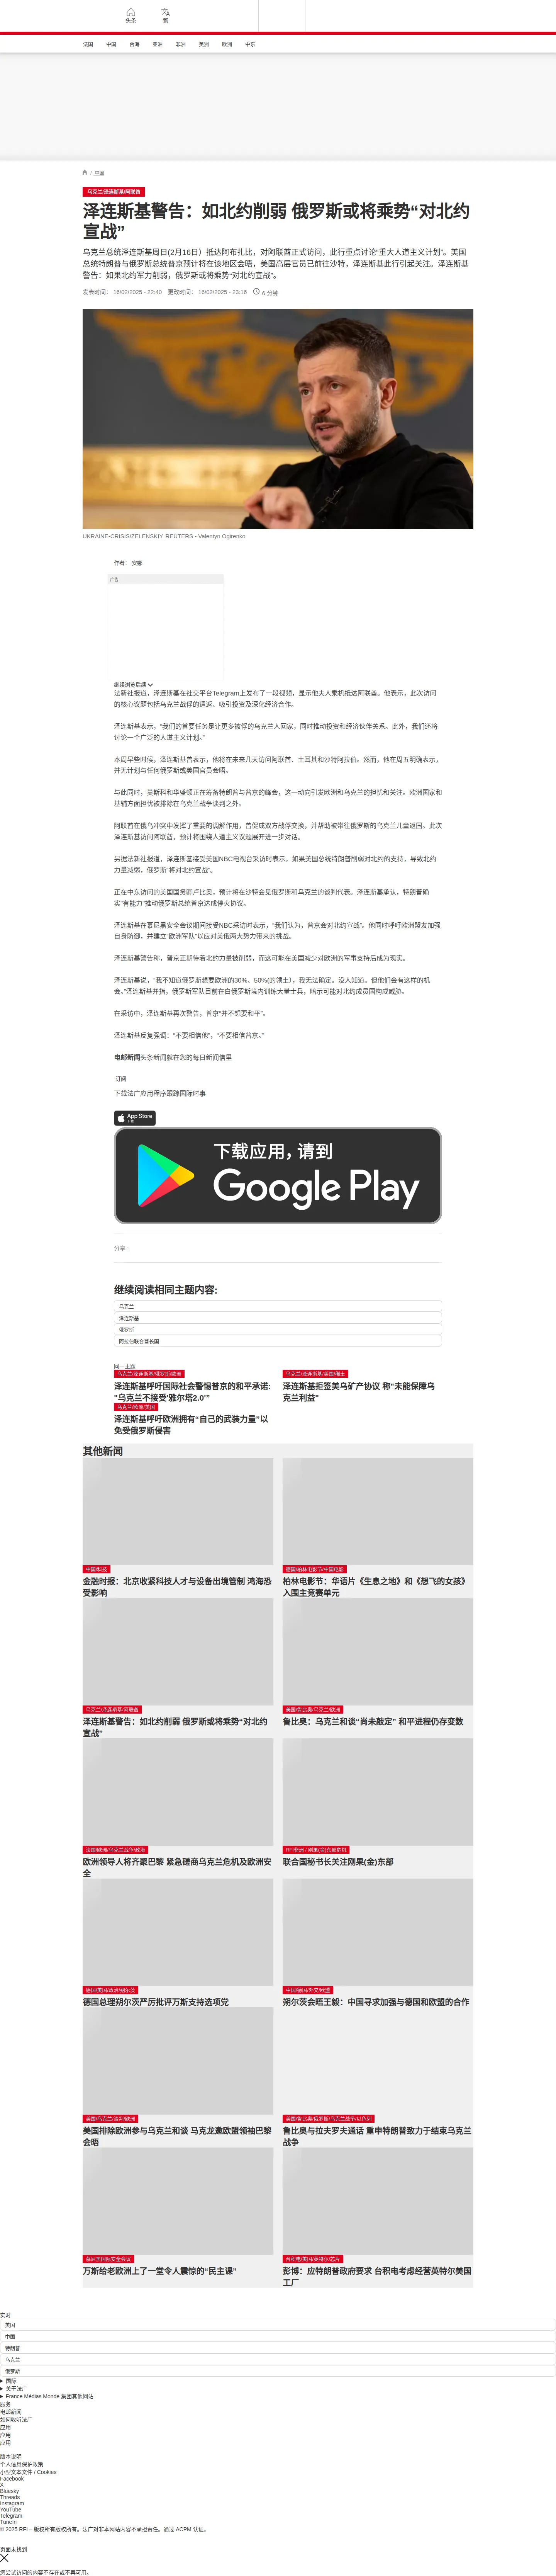 头条
繁
法国
中国
台海
亚洲
非洲
美洲
欧洲
中东
/ 中国
乌克兰/泽连斯基/阿联酋
泽连斯基警告：如北约削弱 俄罗斯或将乘势“对北约
宣战”
乌克兰总统泽连斯基周日(2月16日）抵达阿布扎比，对阿联酋正式访问，此行重点讨论“重大人道主义计划”。美国
总统特朗普与俄罗斯总统普京预计将在该地区会晤，美国高层官员已前往沙特，泽连斯基此行引起关注。泽连斯基
警告：如果北约军力削弱，俄罗斯或将乘势“对北约宣战”。
发表时间： 16/02/2025 - 22:40 更改时间： 16/02/2025 - 23:16 6 分钟
UKRAINE-CRISIS/ZELENSKIY REUTERS - Valentyn Ogirenko
作者： 安娜
广告
继续浏览后续
法新社报道，泽连斯基在社交平台Telegram上发布了一段视频，显示他夫人乘机抵达阿联酋。他表示，此次访问
的核心议题包括乌克兰战俘的遣返、吸引投资及深化经济合作。
泽连斯基表示，“我们的首要任务是让更多被俘的乌克兰人回家，同时推动投资和经济伙伴关系。此外，我们还将
讨论一个广泛的人道主义计划。”
本周早些时候，泽连斯基曾表示，他将在未来几天访问阿联酋、土耳其和沙特阿拉伯。然而，他在周五明确表示，
并无计划与任何俄罗斯或美国官员会晤。
与此同时，莫斯科和华盛顿正在筹备特朗普与普京的峰会，这一动向引发欧洲和乌克兰的担忧和关注。欧洲国家和
基辅方面担忧被排除在乌克兰战争谈判之外。
阿联酋在俄乌冲突中发挥了重要的调解作用，曾促成双方战俘交换，并帮助被带往俄罗斯的乌克兰儿童返国。此次
泽连斯基访问阿联酋，预计将围绕人道主义议题展开进一步对话。
另据法新社报道，泽连斯基接受美国NBC电视台采访时表示，如果美国总统特朗普削弱对北约的支持，导致北约
力量减弱，俄罗斯“将对北约宣战”。
正在中东访问的美国国务卿卢比奥，预计将在沙特会见俄罗斯和乌克兰的谈判代表。泽连斯基承认，特朗普确
实“有能力”推动俄罗斯总统普京达成停火协议。
泽连斯基在慕尼黑安全会议期间接受NBC采访时表示，“我们认为，普京会对北约宣战”。他同时呼吁欧洲盟友加强
自身防御，并建立“欧洲军队”以应对美俄两大势力带来的挑战。
泽连斯基警告称，普京正期待着北约力量被削弱，而这可能在美国减少对欧洲的军事支持后成为现实。
泽连斯基说，“我不知道俄罗斯想要欧洲的30%、50%(的领土），我无法确定。没人知道。但他们会有这样的机
会。”泽连斯基并指，俄罗斯军队目前在白俄罗斯境内训练大量士兵，暗示可能对北约成员国构成威胁。
在采访中，泽连斯基再次警告，普京“并不想要和平”。
泽连斯基反复强调：“不要相信他”，“不要相信普京。”
电邮新闻头条新闻就在您的每日新闻信里
订阅
下载法广应用程序跟踪国际时事
App Store
下载
下载应用，请到
Google Play
分享 :
继续阅读相同主题内容:
乌克兰
泽连斯基
俄罗斯
阿拉伯联合酋长国
同一主题
乌克兰/泽连斯基/俄罗斯/欧洲
泽连斯基呼吁国际社会警惕普京的和平承诺:
“乌克兰不接受‘雅尔塔2.0’”
乌克兰/泽连斯基/美国/稀土
泽连斯基拒签美乌矿产协议 称“未能保障乌
克兰利益”
乌克兰/欧洲/美国
泽连斯基呼吁欧洲拥有“自己的武装力量”以
免受俄罗斯侵害
其他新闻
中国/科技
金融时报：北京收紧科技人才与设备出境管制 鸿海恐
受影响
德国/柏林电影节/中国电影
柏林电影节：华语片《生息之地》和《想飞的女孩》
入围主竞赛单元
乌克兰/泽连斯基/阿联酋
泽连斯基警告：如北约削弱 俄罗斯或将乘势“对北约
宣战”
美国/鲁比奥/乌克兰/欧洲
鲁比奥：乌克兰和谈“尚未敲定” 和平进程仍存变数
法国/欧洲/乌克兰战争/政治
欧洲领导人将齐聚巴黎 紧急磋商乌克兰危机及欧洲安
全
RFI非洲 / 刚果(金)东部危机
联合国秘书长关注刚果(金)东部
德国/美国/政治/朔尔茨
德国总理朔尔茨严厉批评万斯支持选项党
中国/德国/外交/欧盟
朔尔茨会晤王毅：中国寻求加强与德国和欧盟的合作
美国/乌克兰/谈判/欧洲
美国排除欧洲参与乌克兰和谈 马克龙邀欧盟领袖巴黎
会晤
美国/鲁比奥/俄罗斯/乌克兰战争/以色列
鲁比奥与拉夫罗夫通话 重申特朗普致力于结束乌克兰
战争
慕尼黑国际安全会议
万斯给老欧洲上了一堂令人震惊的“民主课”
台积电/美国/英特尔/芯片
彭博：应特朗普政府要求 台积电考虑经营英特尔美国
工厂
实时
美国
中国
特朗普
乌克兰
俄罗斯
国际
关于法广
France Médias Monde 集团其他网站
服务
电邮新闻
如何收听法广
应用
应用
应用
版本说明
个人信息保护政策
小型文本文件 / Cookies
Facebook
X
Bluesky
Threads
Instagram
YouTube
Telegram
TuneIn
© 2025 RFI – 版权所有版权所有。法广对非本网站内容不承担责任。通过 ACPM 认证。
页面未找到
您尝试访问的内容不存在或不再可用。